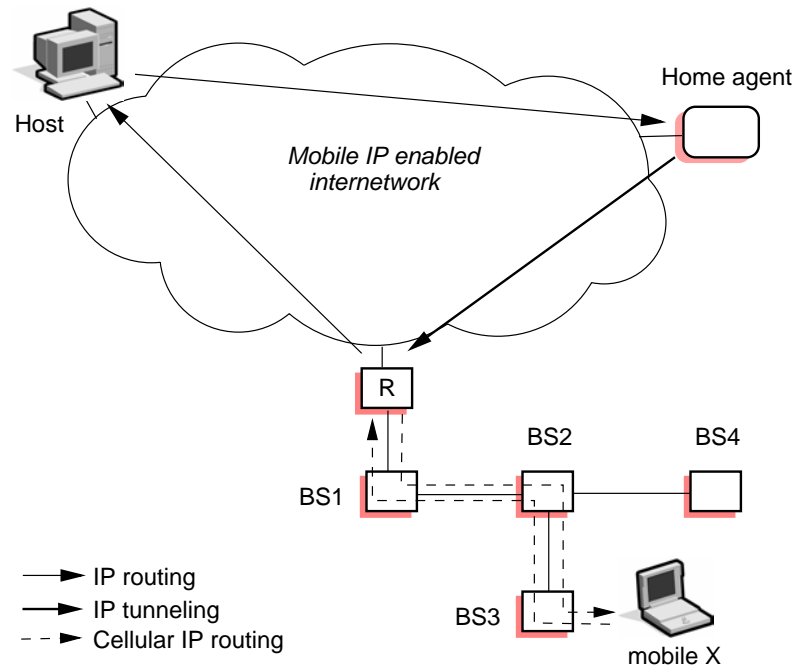 Home agent
Host
Mobile IP enabled
internetwork
R
BS2
BS4
BS1
IP routing
IP tunneling
BS3
Cellular IP routing
mobile X